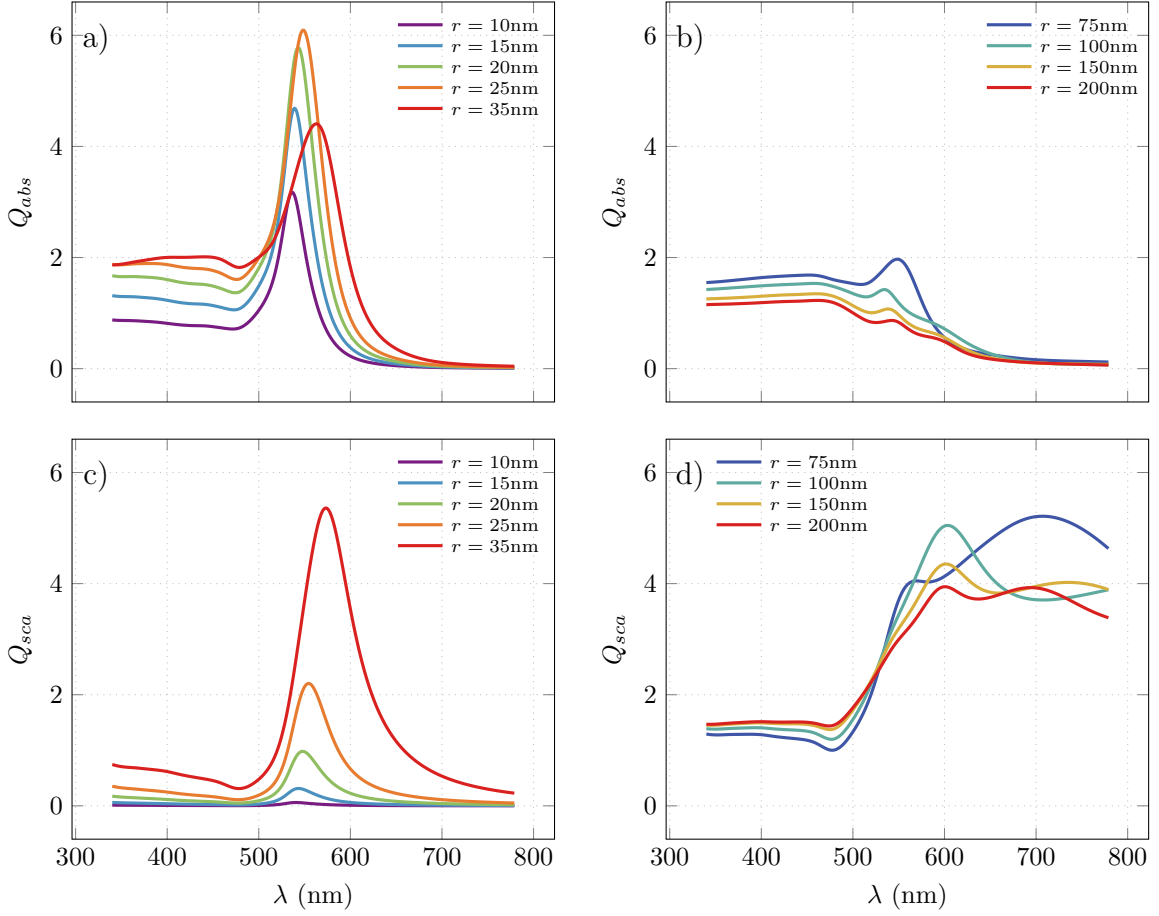 a)
r = 10nm
r = 15nm
r = 20nm
r = 25nm
r = 35nm
6
4
2
0
Q_abs
b)
r = 75nm
r = 100nm
r = 150nm
r = 200nm
6
4
2
0
Q_abs
c)
r = 10nm
r = 15nm
r = 20nm
r = 25nm
r = 35nm
6
4
2
0
Q_sca
300 400 500 600 700 800
λ (nm)
d)
r = 75nm
r = 100nm
r = 150nm
r = 200nm
6
4
2
0
Q_sca
300 400 500 600 700 800
λ (nm)